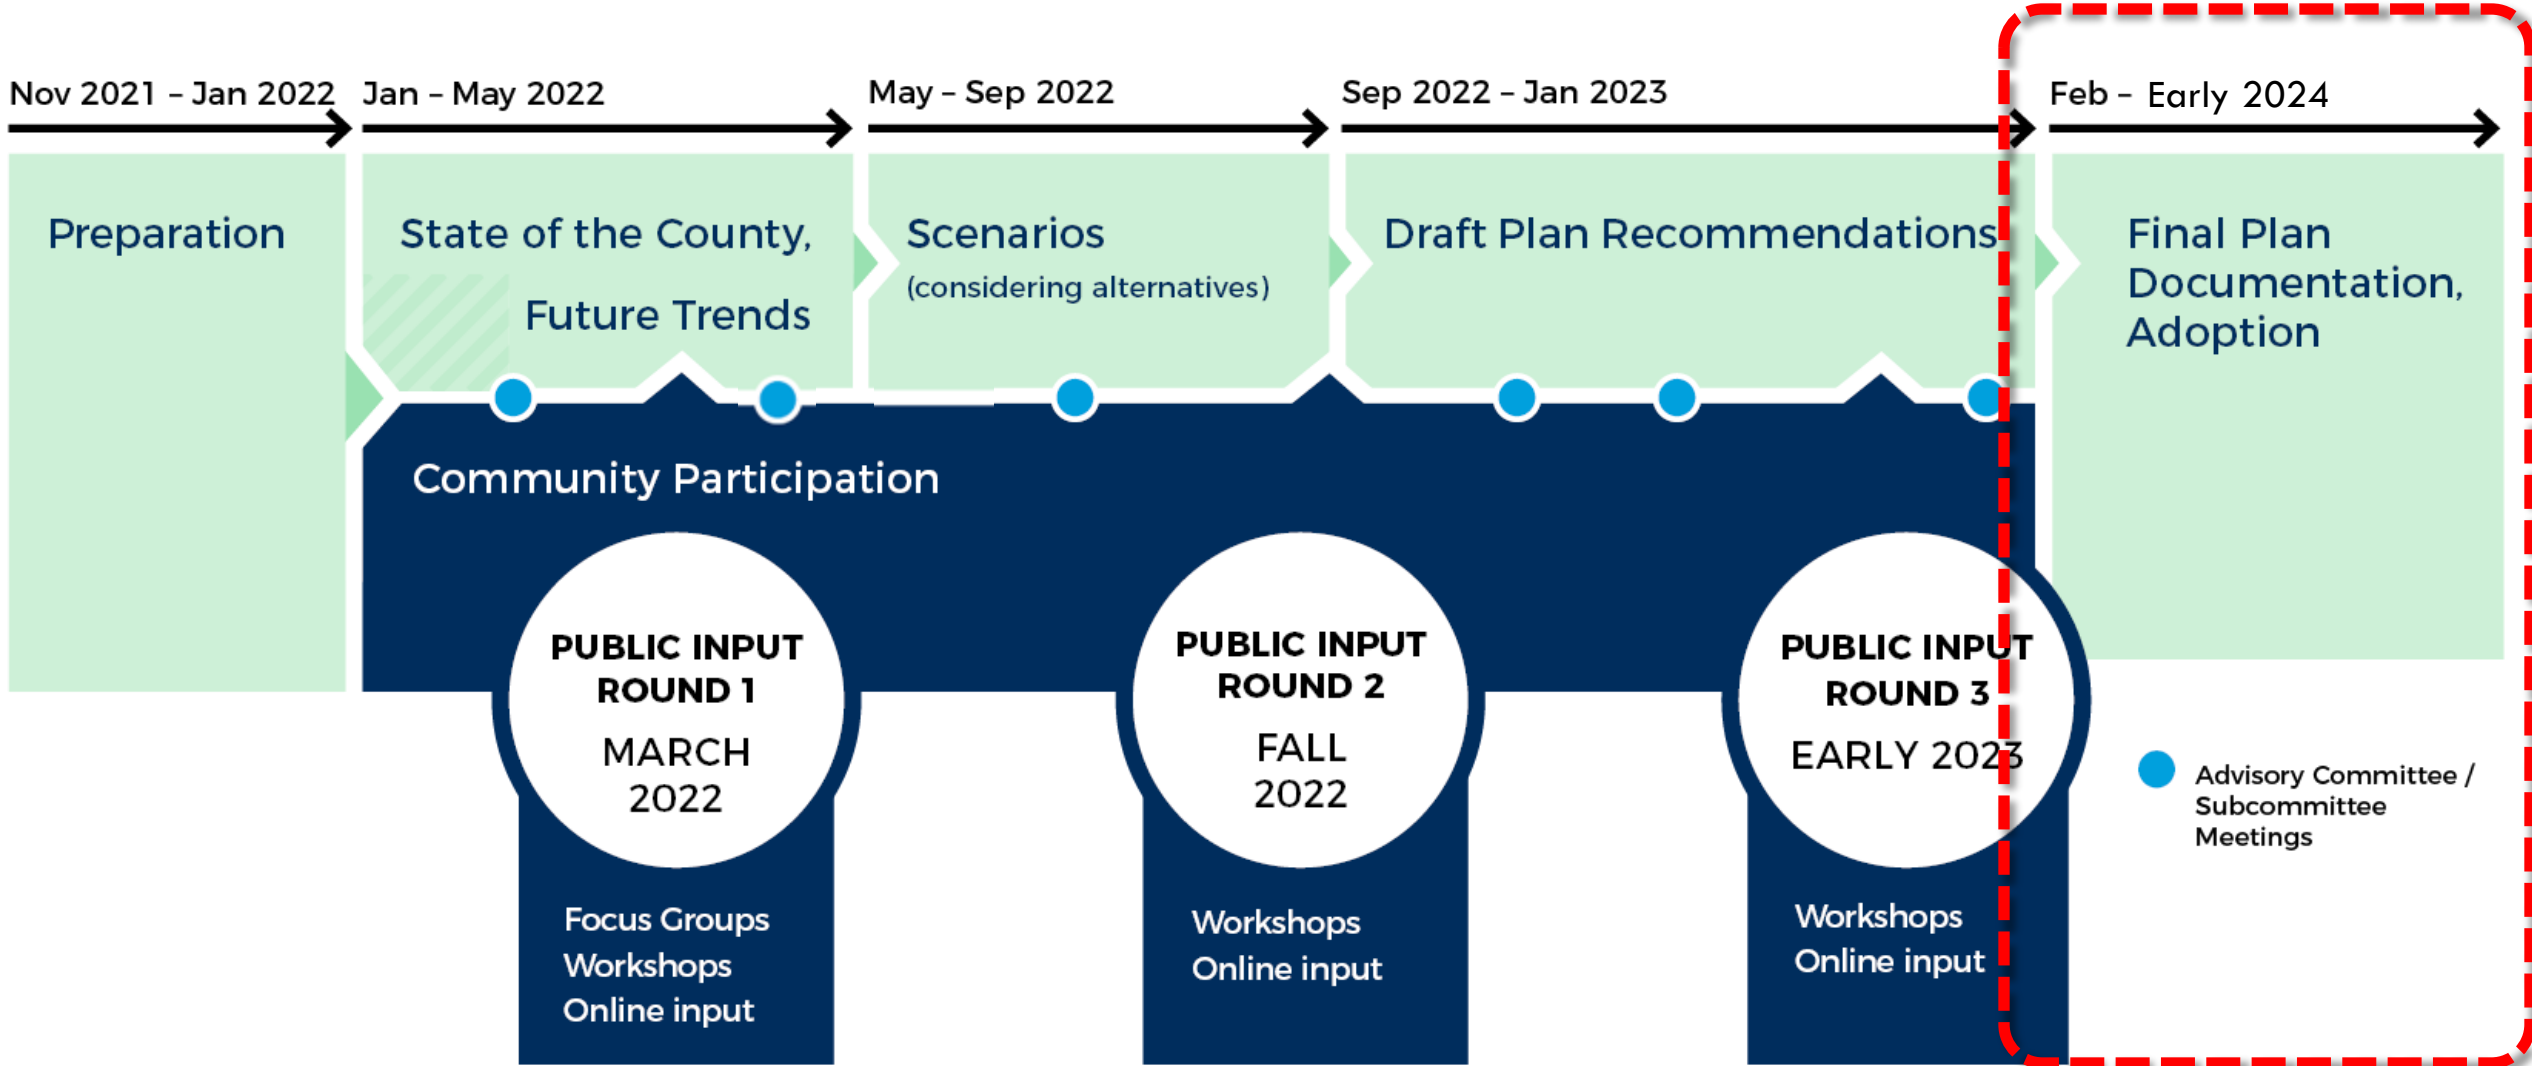 Nov 2021 – Jan 2022
Jan – May 2022
May – Sep 2022
Sep 2022 – Jan 2023
Feb – Early 2024
Preparation
State of the County,
Future Trends
Scenarios
(considering alternatives)
Draft Plan Recommendations
Final Plan
Documentation,
Adoption
Community Participation
PUBLIC INPUT
ROUND 1
MARCH
2022
Focus Groups
Workshops
Online input
PUBLIC INPUT
ROUND 2
FALL
2022
Workshops
Online input
PUBLIC INPUT
ROUND 3
EARLY 2023
Workshops
Online input
Advisory Committee /
Subcommittee
Meetings